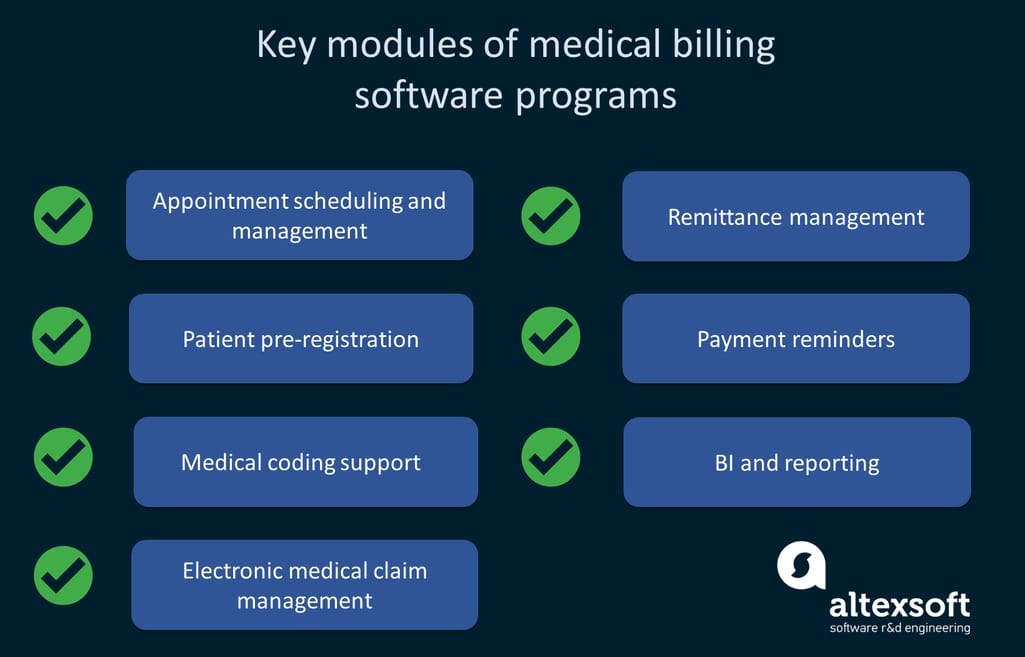 Key modules of medical billing
software programs
Appointment scheduling and
management
Patient pre-registration
Medical coding support
Electronic medical claim
management
Remittance management
Payment reminders
BI and reporting
altexsoft
software r&d engineering